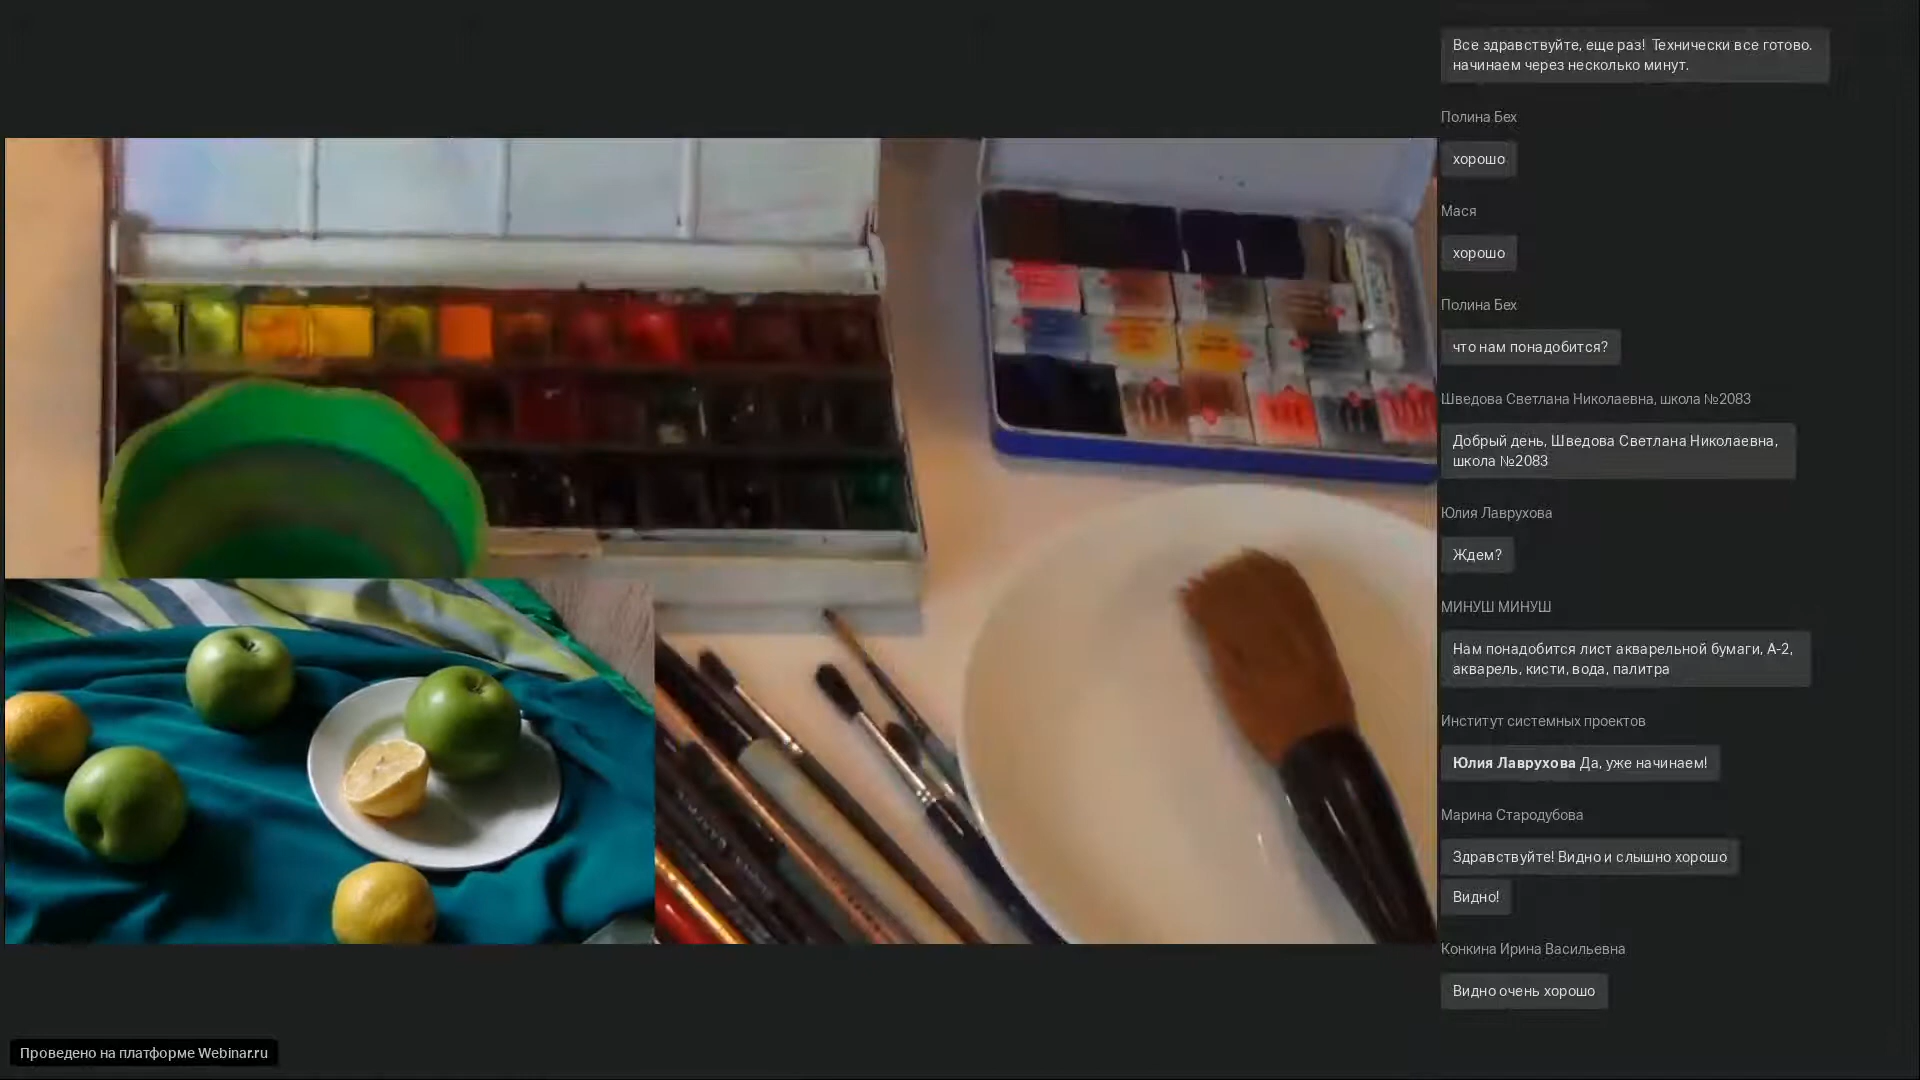 Все здравствуйте, еще раз! Технически все готово.
начинаем через несколько минут.
Полина Бех
хорошо
Мася
хорошо
Полина Бех
что нам понадобится?
Шведова Светлана Николаевна, школа №2083
Добрый день, Шведова Светлана Николаевна,
школа №2083
Юлия Лаврухова
Ждем?
МИНУШ МИНУШ
Нам понадобится лист акварельной бумаги, А-2,
акварель, кисти, вода, палитра
Институт системных проектов
Юлия Лаврухова Да, уже начинаем!
Марина Стародубова
Здравствуйте! Видно и слышно хорошо
Видно!
Конкина Ирина Васильевна
Видно очень хорошо
Проведено на платформе Webinar.ru